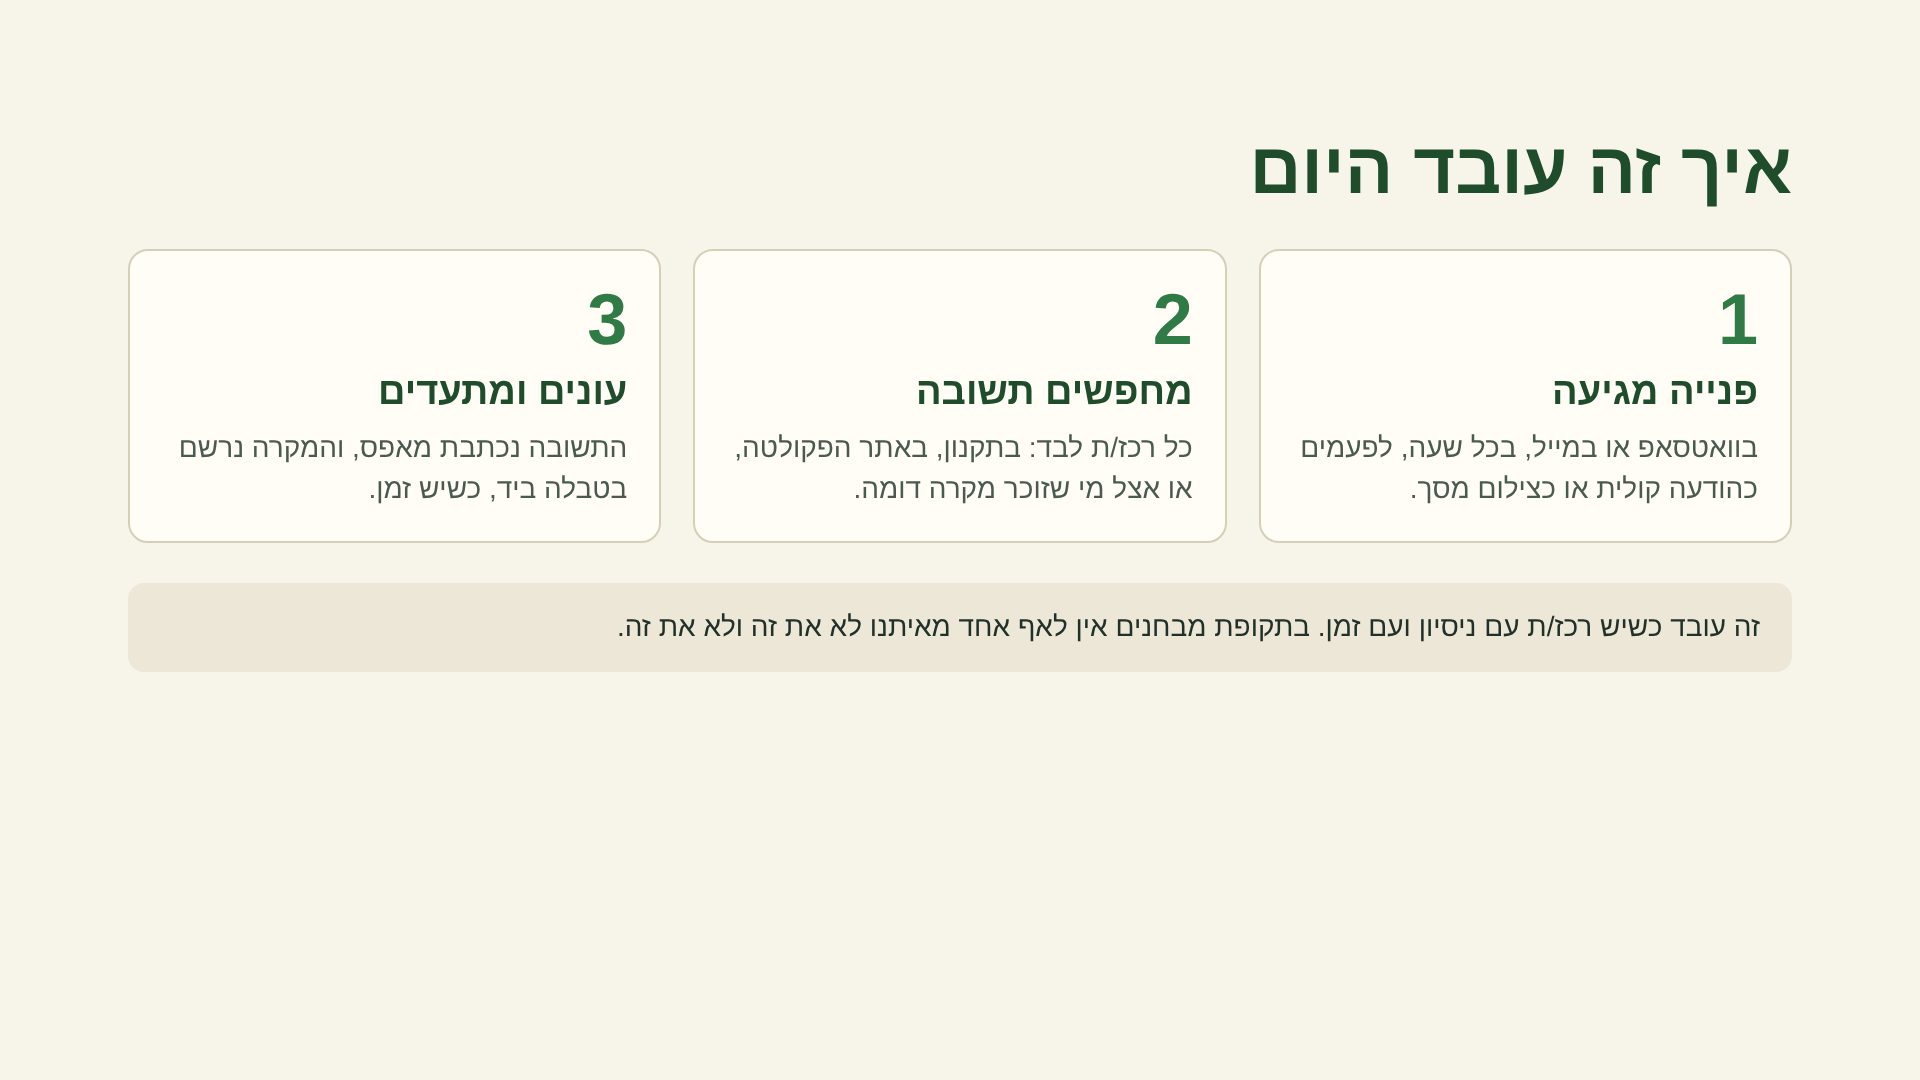 איך זה עובד היום
1
פנייה מגיעה
בוואטסאפ או במייל, בכל שעה, לפעמים
כהודעה קולית או כצילום מסך.
2
מחפשים תשובה
כל רכז/ת לבד: בתקנון, באתר הפקולטה,
או אצל מי שזוכר מקרה דומה.
3
עונים ומתעדים
התשובה נכתבת מאפס, והמקרה נרשם
בטבלה ביד, כשיש זמן.
זה עובד כשיש רכז/ת עם ניסיון ועם זמן. בתקופת מבחנים אין לאף אחד מאיתנו לא את זה ולא את זה.